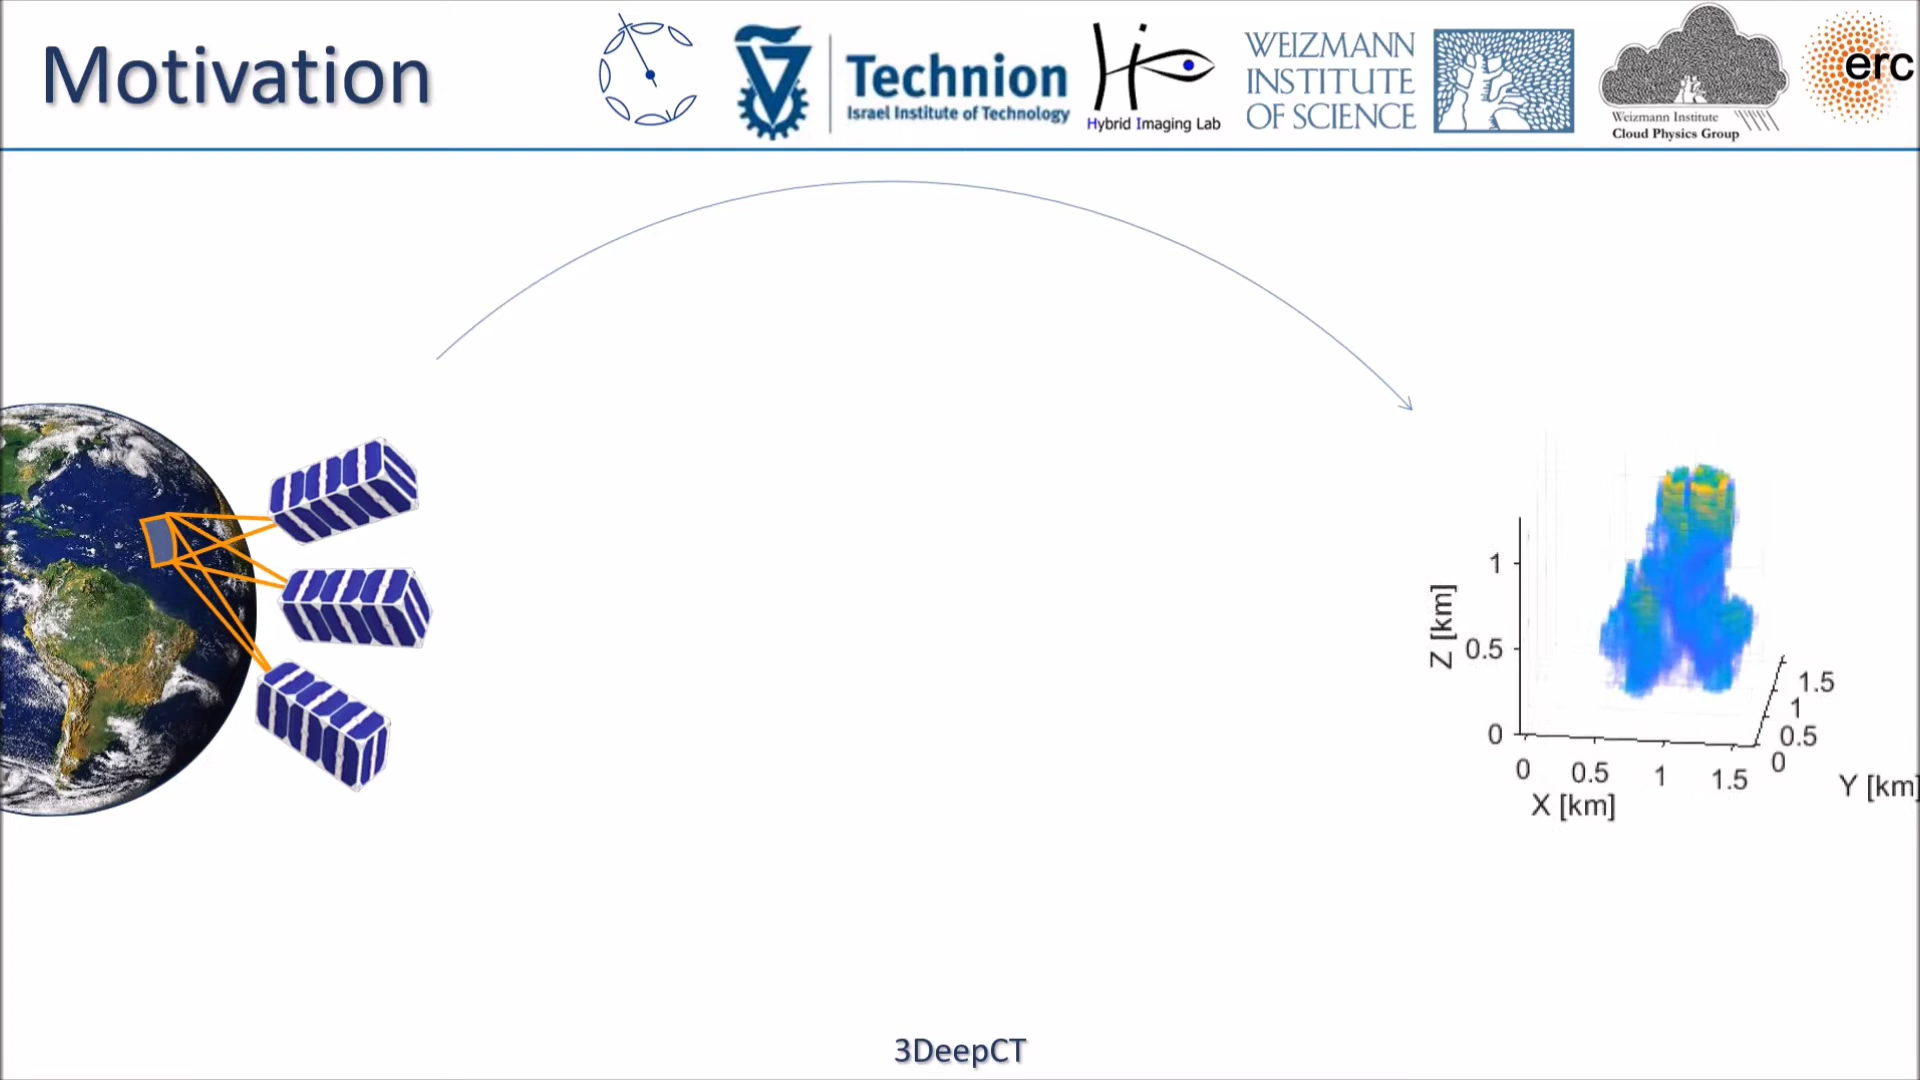 Motivation
Technion
Israel Institute of Technology
Hybrid Imaging Lab
WEIZMANN
INSTITUTE
OF SCIENCE
Weizmann Institute
Cloud Physics Group
erc
1
0.5
0
Z [km]
0
0.5
1
1.5
X [km]
1.5
1
0.5
0
Y [km]
3DeepCT